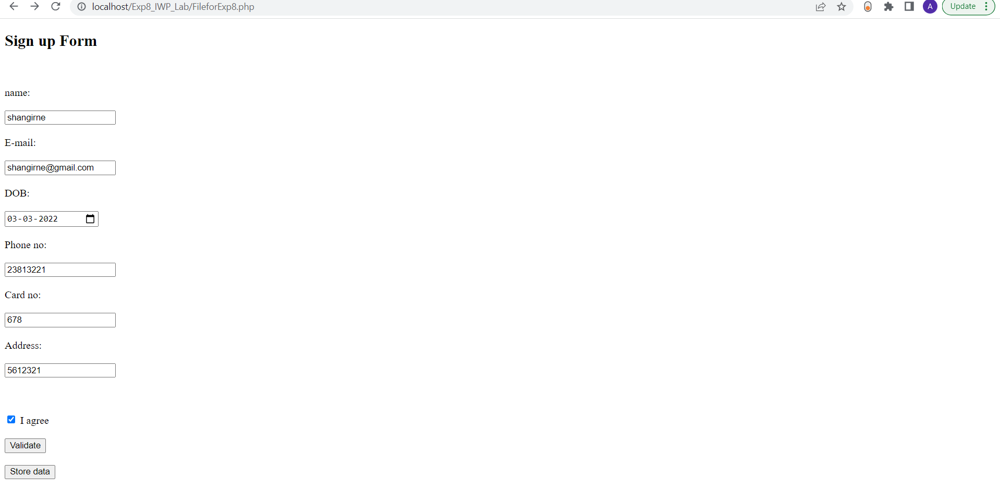 localhost/Exp8_IWP_Lab/FileforExp8.php
A
Update
Sign up Form
name:
shangirne
E-mail:
shangirne@gmail.com
DOB:
03-03-2022
Phone no:
23813221
Card no:
678
Address:
5612321
I agree
Validate
Store data